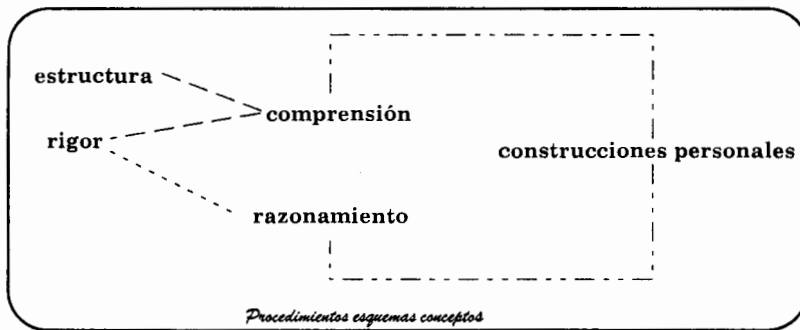 estructura
comprensión
rigor
construcciones personales
razonamiento
Procedimientos esquemas conceptos